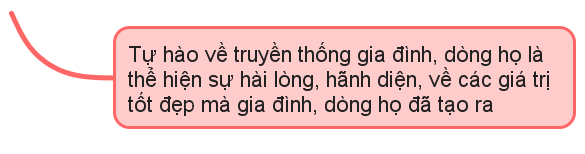 Tự hào về truyền thống gia đình, dòng họ là
thể hiện sự hài lòng, hãnh diện, về các giá trị
tốt đẹp mà gia đình, dòng họ đã tạo ra